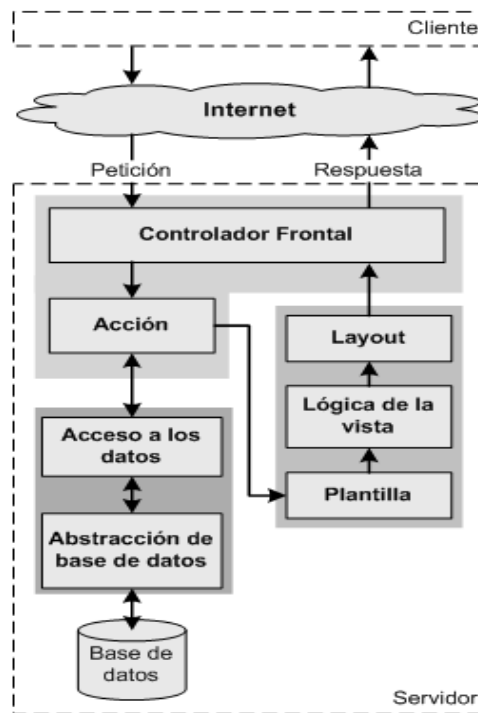 Cliente
Internet
Petición
Respuesta
Controlador Frontal
Acción
Layout
Lógica de la
vista
Plantilla
Acceso a los
datos
Abstracción de
base de datos
Base de
datos
Servidor